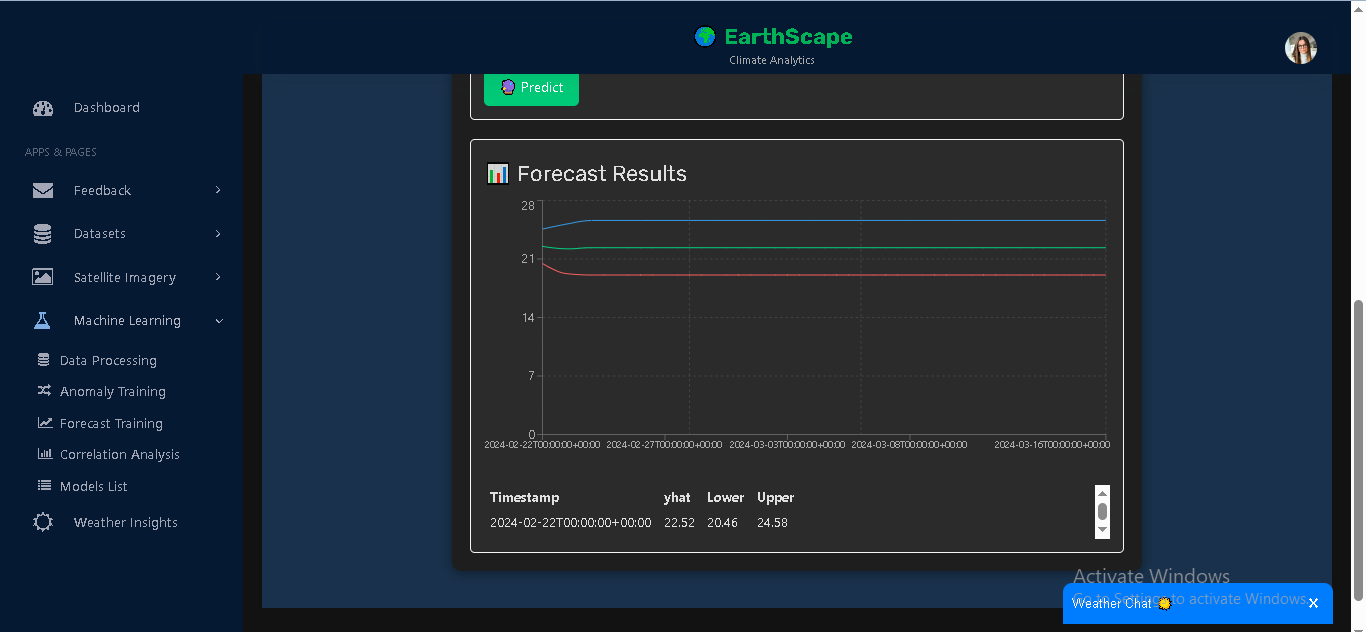 EarthScape
Climate Analytics
Dashboard
APPS & PAGES
Feedback
Datasets
Satellite Imagery
Machine Learning
Data Processing
Anomaly Training
Forecast Training
Correlation Analysis
Models List
Weather Insights
Predict
Forecast Results
28
21
14
7
0
2024-02-22T00:00:00+00:00 2024-02-27T00:00:00+00:00 2024-03-03T00:00:00+00:00 2024-03-08T00:00:00+00:00 2024-03-16T00:00:00+00:00
Timestamp yhat Lower Upper
2024-02-22T00:00:00+00:00 22.52 20.46 24.58
Activate Windows
Go to Settings to activate Windows.
Weather Chat X